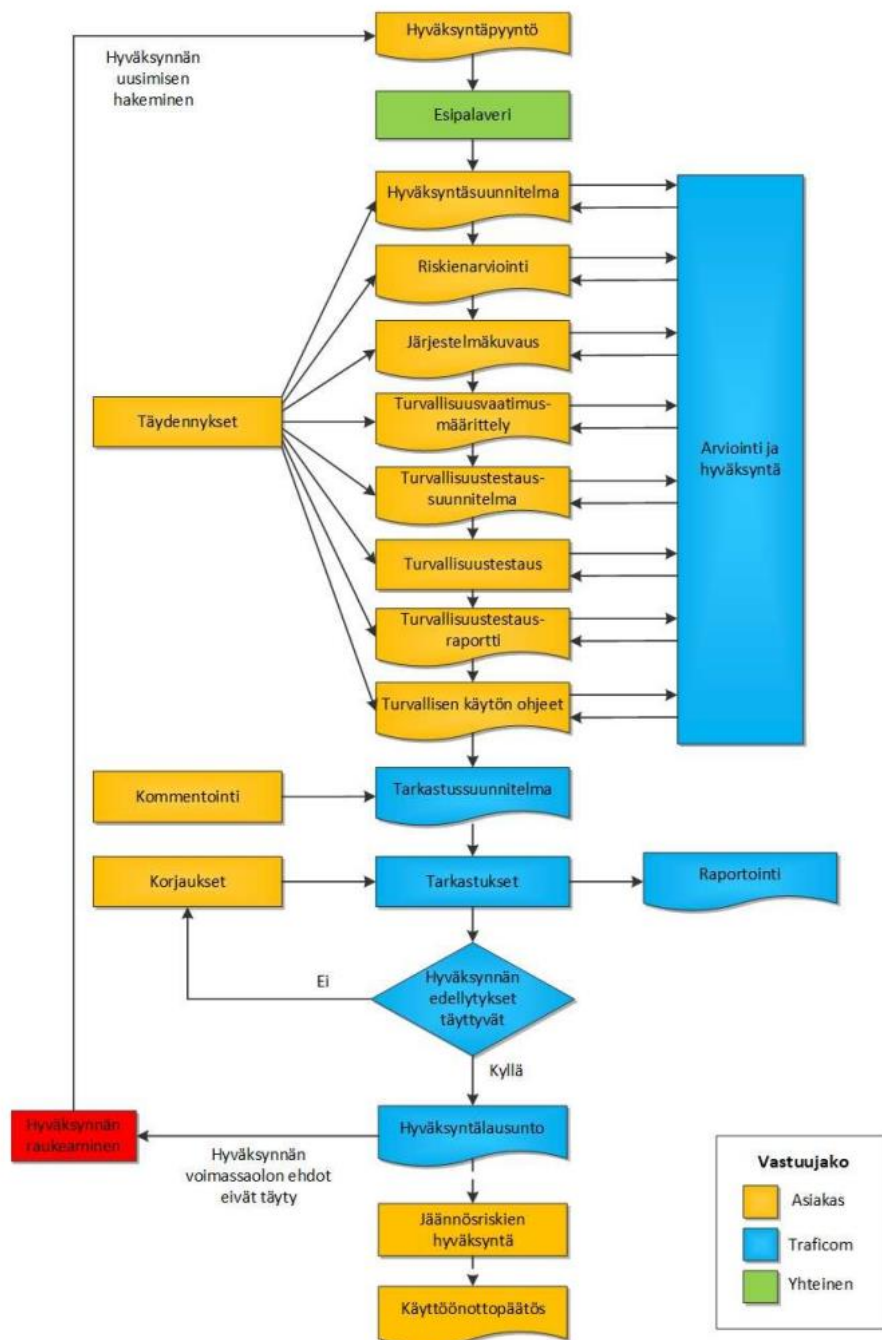 Hyväksyntäpyyntö
Hyväksynnän
uusimisen
hakeminen
Esipalaveri
Hyväksyntäsuunnitelma
Riskienarviointi
Järjestelmäkuvaus
Täydennykset
Turvallisuusvaatimus-
määrittely
Arviointi ja
hyväksyntä
Turvallisuustestaus-
suunnitelma
Turvallisuustestaus
Turvallisuustestaus-
raportti
Turvallisen käytön ohjeet
Kommentointi
Tarkastussuunnitelma
Korjaukset
Tarkastukset
Raportointi
Ei
Hyväksynnän
edellytykset
täyttyvät
Kyllä
Hyväksynnän
raukeaminen
Hyväksyntälausunto
Hyväksynnän
voimassaolon ehdot
eivät täyty
Jäännösriskien
hyväksyntä
Käyttöönottopäätös
Vastuujako
Asiakas
Traficom
Yhteinen